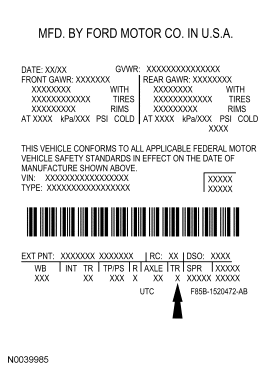 MFD. BY FORD MOTOR CO. IN U.S.A.
DATE: XX/XX GVWR: XXXXXXXXXXXXXXX
FRONT GAWR: XXXXXXX REAR GAWR: XXXXXXXX
XXXXXXXX WITH XXXXXXXXX WITH
XXXXXXXXXXXX TIRES XXXXXXXXXXXX TIRES
XXXXXXXXX RIMS XXXXXXXXX RIMS
AT XXXX kPa/XXX PSI COLD AT XXXX kPa/XXX PSI COLD
XXXX
THIS VEHICLE CONFORMS TO ALL APPLICABLE FEDERAL MOTOR
VEHICLE SAFETY STANDARDS IN EFFECT ON THE DATE OF
MANUFACTURE SHOWN ABOVE.
VIN: XXXXXXXXXXXXXXXXX XXXXX
TYPE: XXXXXXXXXXXXXXXXX XXXXX
EXT PNT: XXXXXXX XXXXXXX RC: XX DSO: XXXX
WB INT TR TP/PS R AXLE TR SPR XXXXX
XXX XX XXX X XX X XXXXX XXXXX
UTC F85B-1520472-AB
N0039985